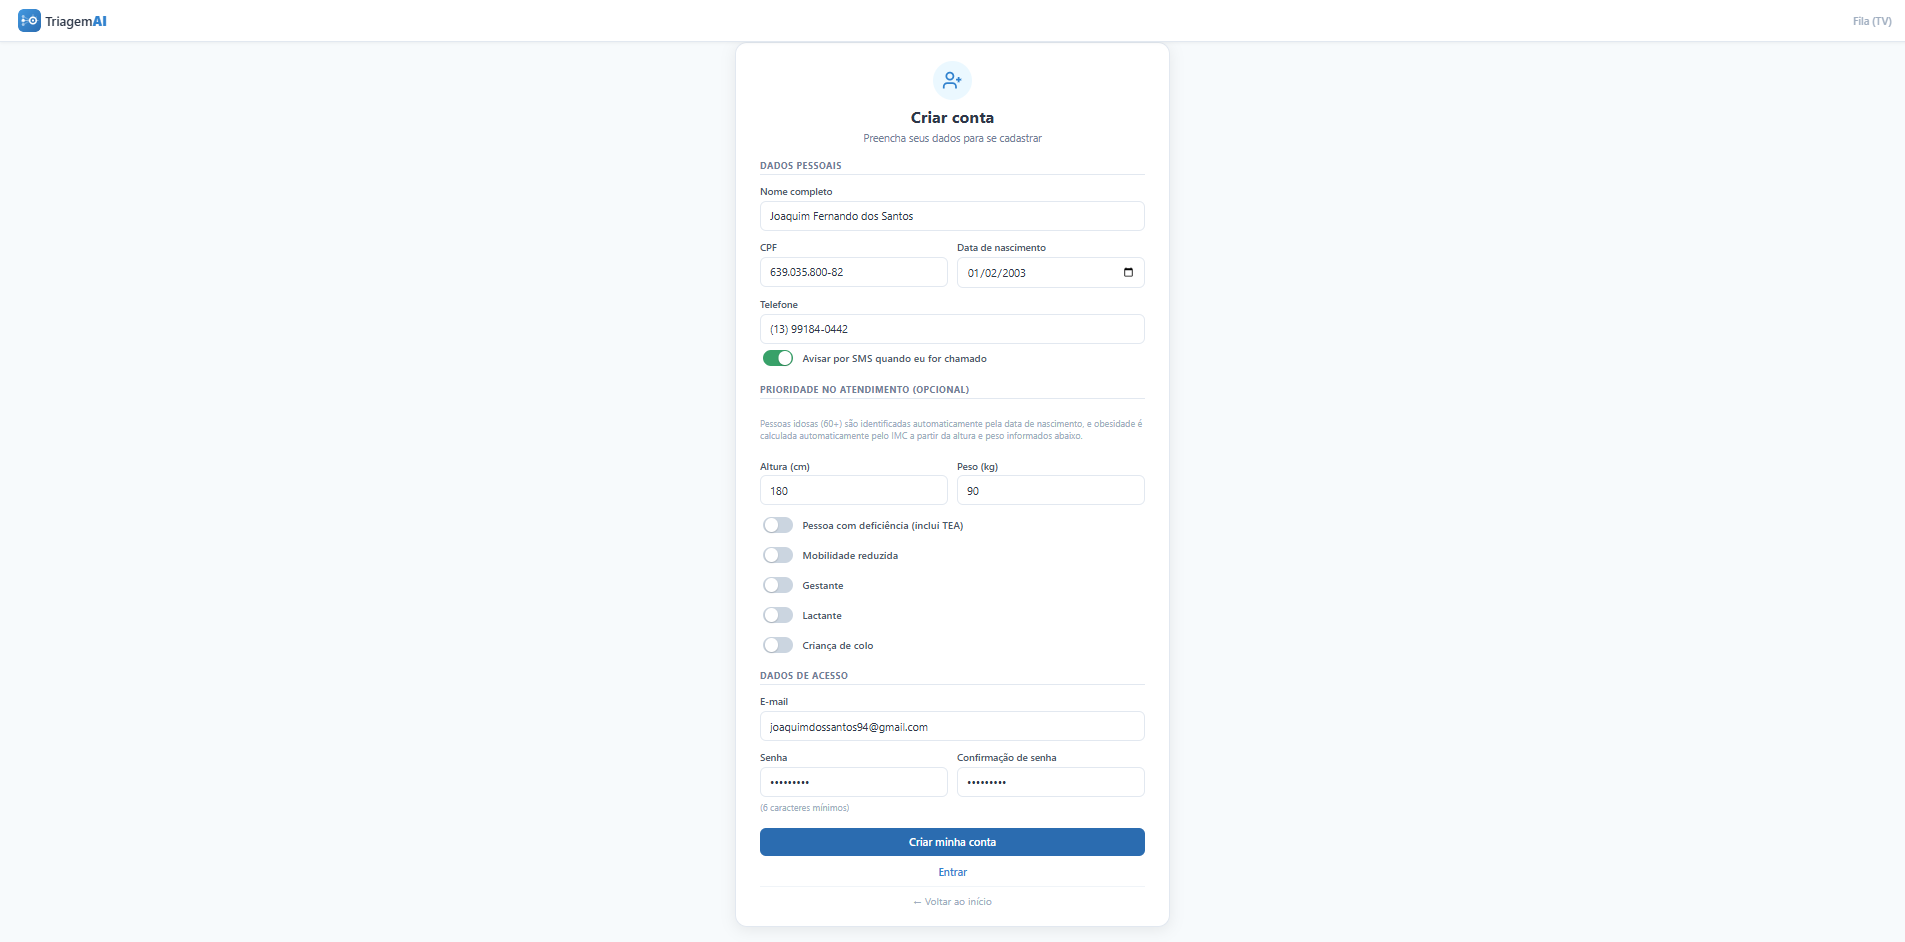 TriagemAI
Fila (TV)
Criar conta
Preencha seus dados para se cadastrar
DADOS PESSOAIS
Nome completo
Joaquim Fernando dos Santos
CPF
Data de nascimento
639.035.800-82
01/02/2003
Telefone
(13) 99184-0442
Avisar por SMS quando eu for chamado
PRIORIDADE NO ATENDIMENTO (OPCIONAL)
Pessoas idosas (60+) são identificadas automaticamente pela data de nascimento, e obesidade é
calculada automaticamente pelo IMC a partir da altura e peso informados abaixo.
Altura (cm)
Peso (kg)
180
90
Pessoa com deficiência (inclui TEA)
Mobilidade reduzida
Gestante
Lactante
Criança de colo
DADOS DE ACESSO
E-mail
joaquimdossantos94@gmail.com
Senha
Confirmação de senha
•••••••••
•••••••••
(6 caracteres mínimos)
Criar minha conta
Entrar
← Voltar ao início